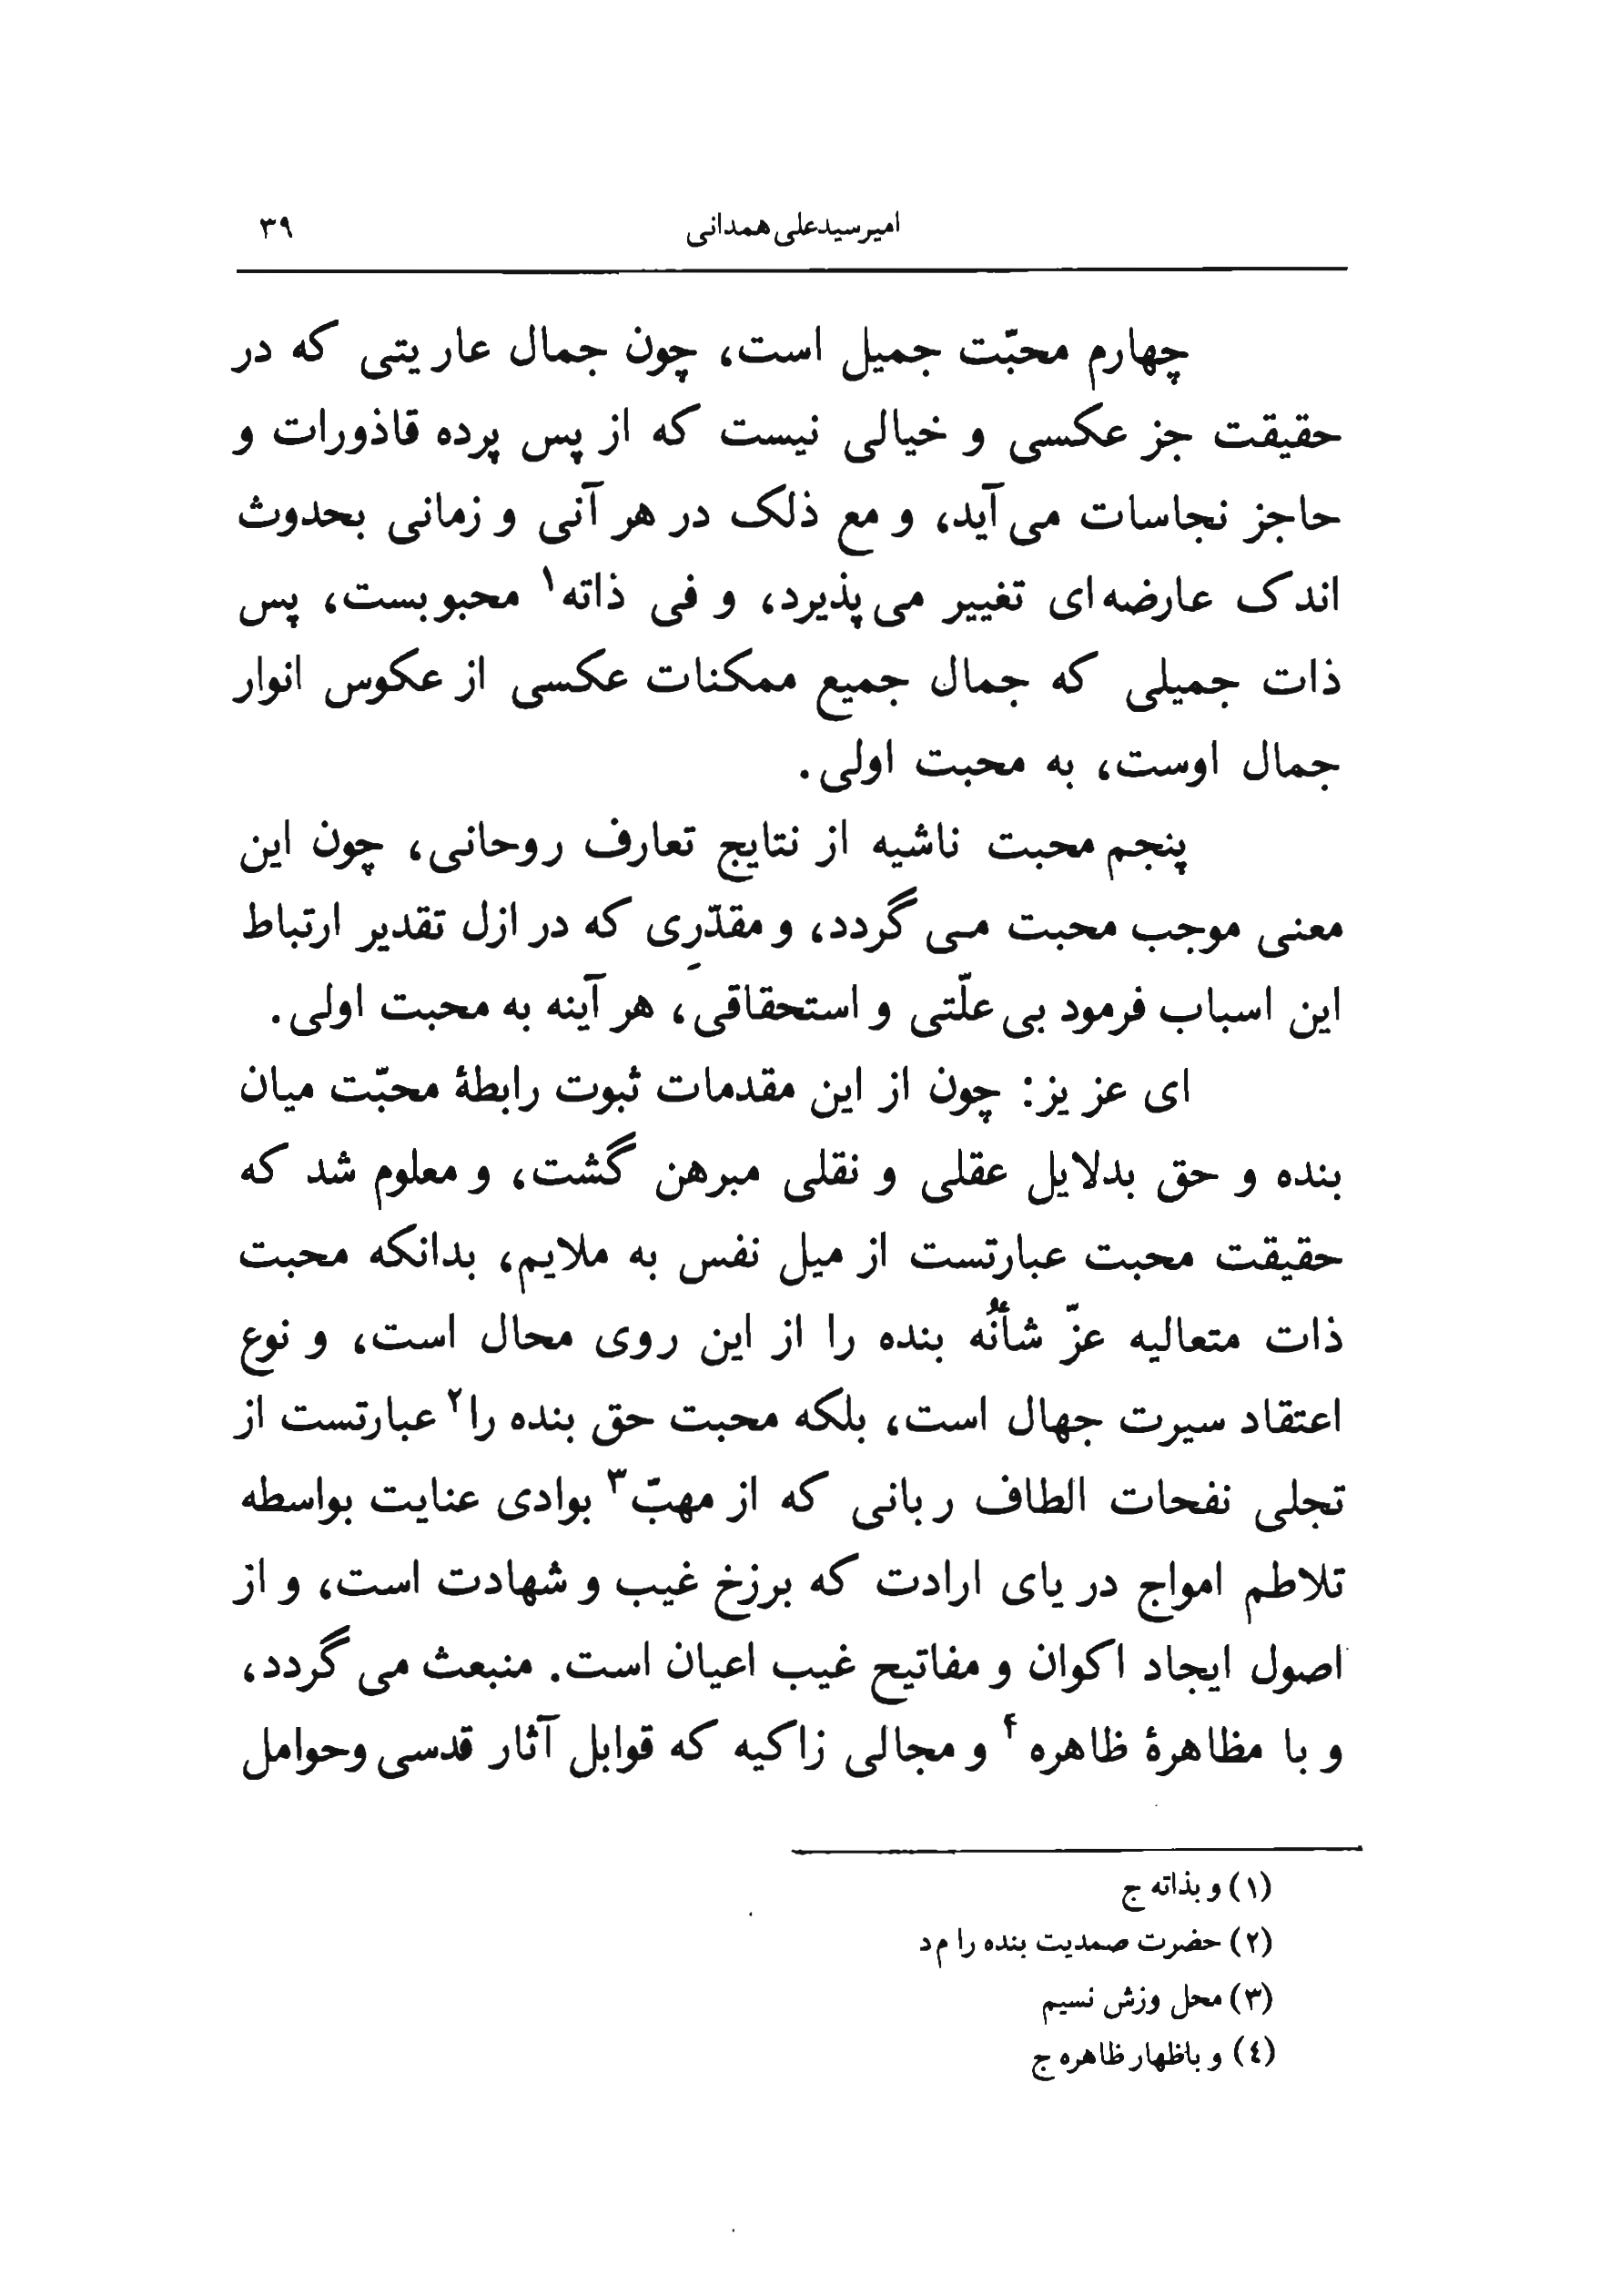 امیرسیدعلی همدانی ۳۹
چهارم محبّت جمیل است، چون جمال عاریتی که در
حقیقت جز عکسی و خیالی نیست که از پس پرده قاذورات و
حاجز نجاسات می‌آید، و مع ذلک در هر آنی و زمانی بحدوث
اندک عارضه‌ای تغییر می‌پذیرد، و فی ذاته۱ محبوبست، پس
ذات جمیلی که جمال جمیع ممکنات عکسی از عکوس انوار
جمال اوست، به محبت اولی.
پنجم محبت ناشیه از نتایج تعارف روحانی، چون این
معنی موجب محبت می‌گردد، و مقدّرِی که در ازل تقدیر ارتباط
این اسباب فرمود بی‌علّتی و استحقاقی، هر آینه به محبت اولی.
ای عزیز: چون از این مقدمات ثبوت رابطهٔ محبّت میان
بنده و حق بدلایل عقلی و نقلی مبرهن گشت، و معلوم شد که
حقیقت محبت عبارتست از میل نفس به ملایم، بدانکه محبت
ذات متعالیه عزّ شأنُه بنده را از این روی محال است، و نوع
اعتقاد سیرت جهال است، بلکه محبت حق بنده را۲ عبارتست از
تجلی نفحات الطاف ربانی که از مهبّ۳ بوادی عنایت بواسطه
تلاطم امواج دریای ارادت که برزخ غیب و شهادت است، و از
اصول ایجاد اکوان و مفاتیح غیب اعیان است. منبعث می‌گردد،
و با مظاهرهٔ ظاهره۴ و مجالی زاکیه که قوابل آثار قدسی وحوامل
(۱) و بذاته ج
(۲) حضرت صمدیت بنده را م د
(۳) محل وزش نسیم
(٤) و باظهار ظاهره ج